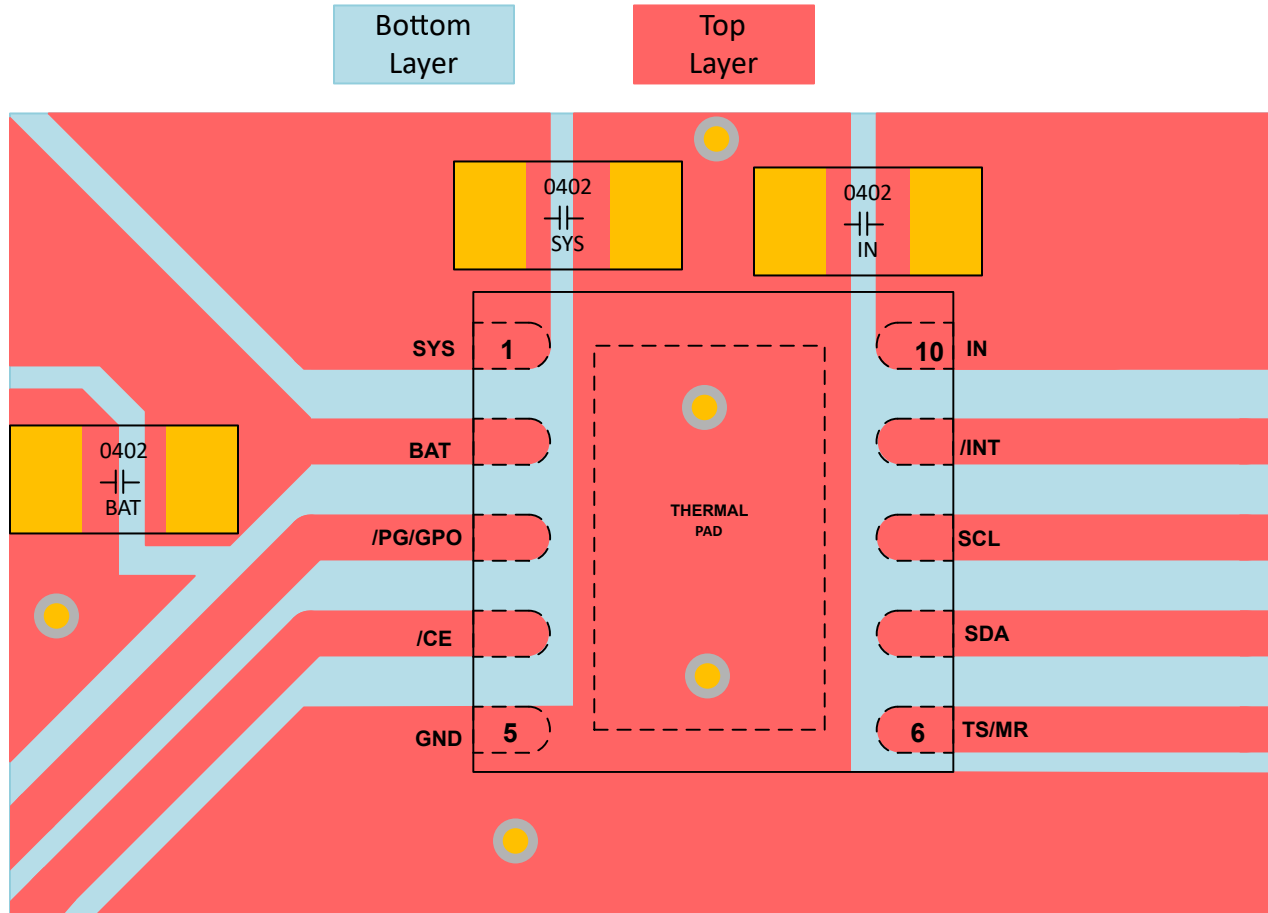 Bottom
Layer
Top
Layer
0402
SYS
0402
IN
SYS
1
10
IN
BAT
/INT
0402
BAT
THERMAL
PAD
/PG/GPO
SCL
/CE
SDA
GND
5
6
TS/MR